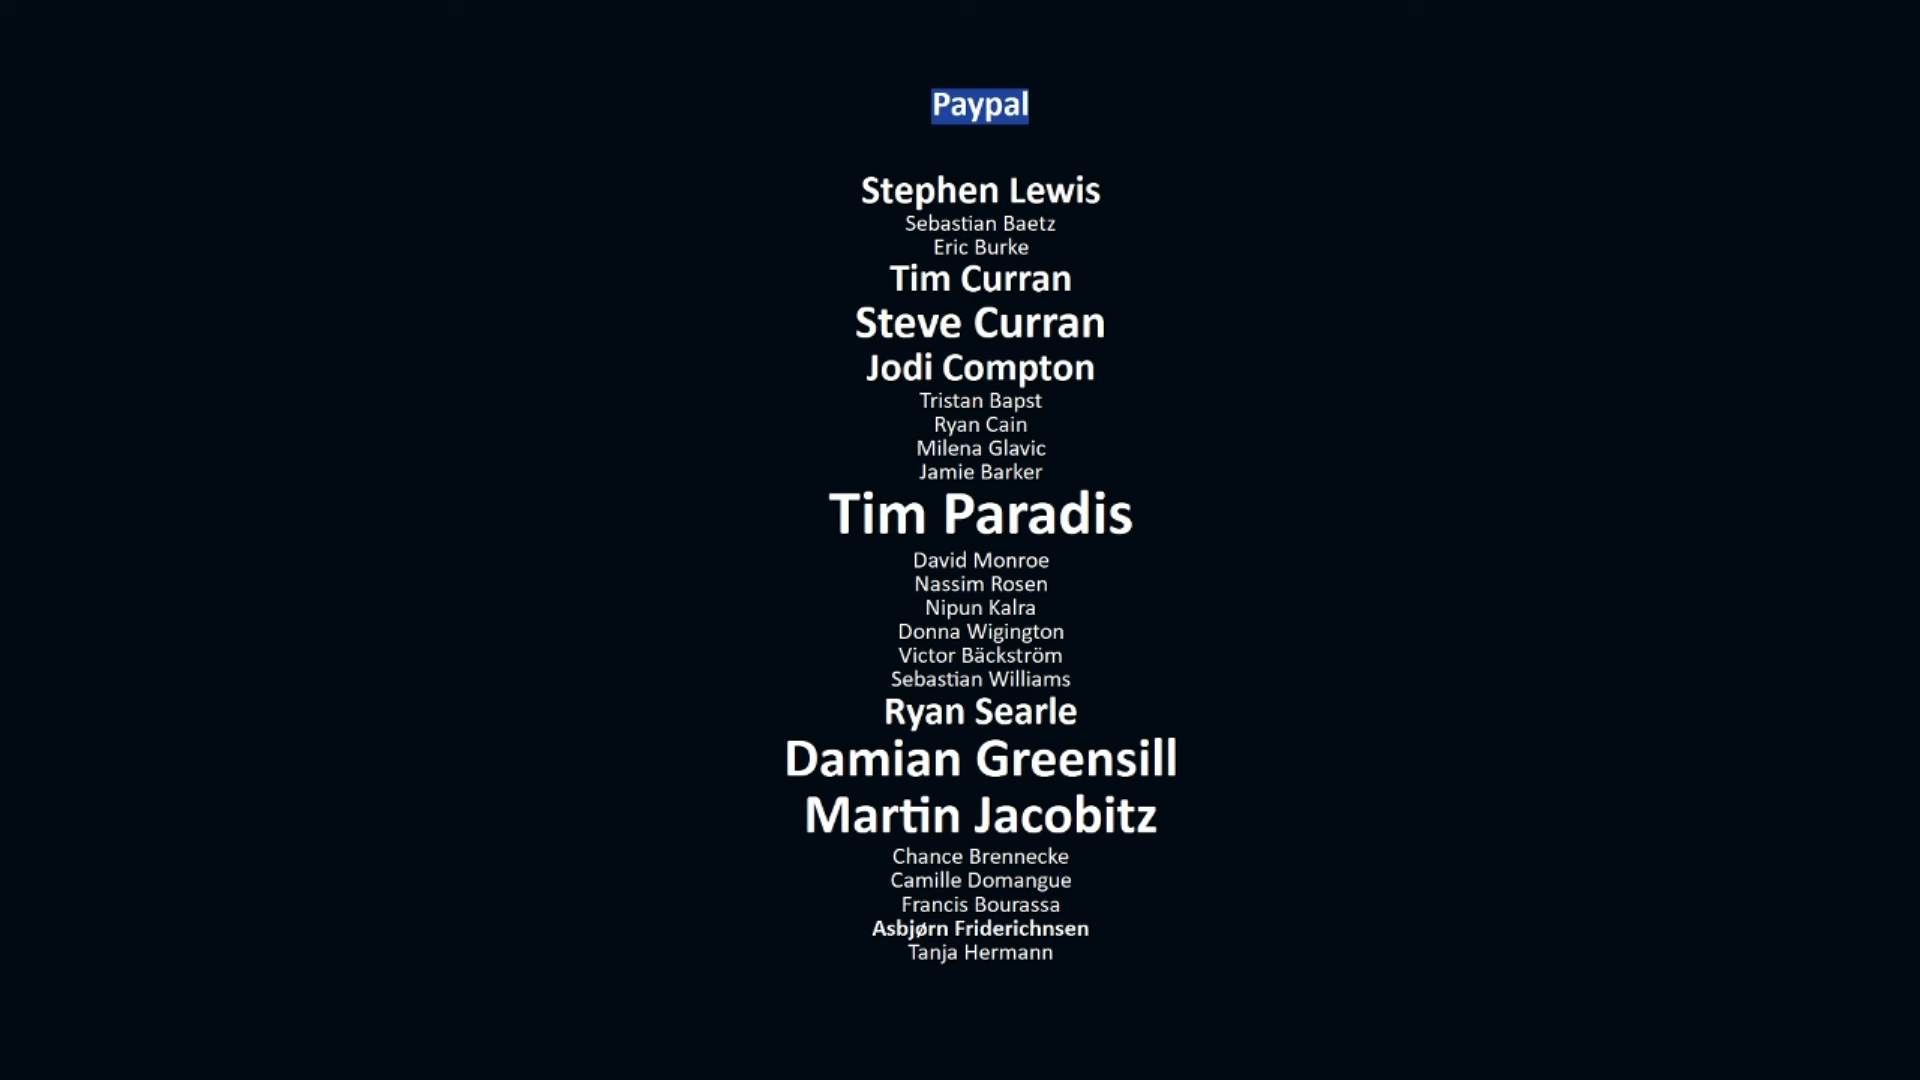 Paypal
Stephen Lewis
Sebastian Baetz
Eric Burke
Tim Curran
Steve Curran
Jodi Compton
Tristan Bapst
Ryan Cain
Milena Glavic
Jamie Barker
Tim Paradis
David Monroe
Nassim Rosen
Nipun Kalra
Donna Wigington
Victor Bäckström
Sebastian Williams
Ryan Searle
Damian Greensill
Martin Jacobitz
Chance Brennecke
Camille Domangue
Francis Bourassa
Asbjørn Friderichnsen
Tanja Hermann